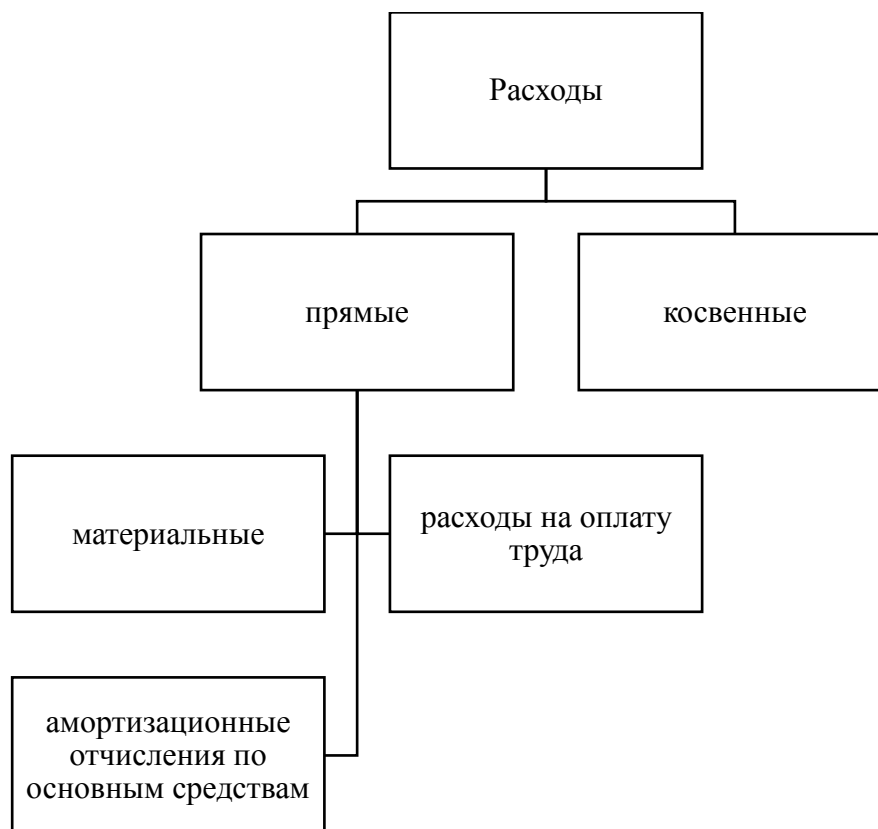 Расходы
прямые
косвенные
материальные
расходы на оплату
труда
амортизационные
отчисления по
основным средствам